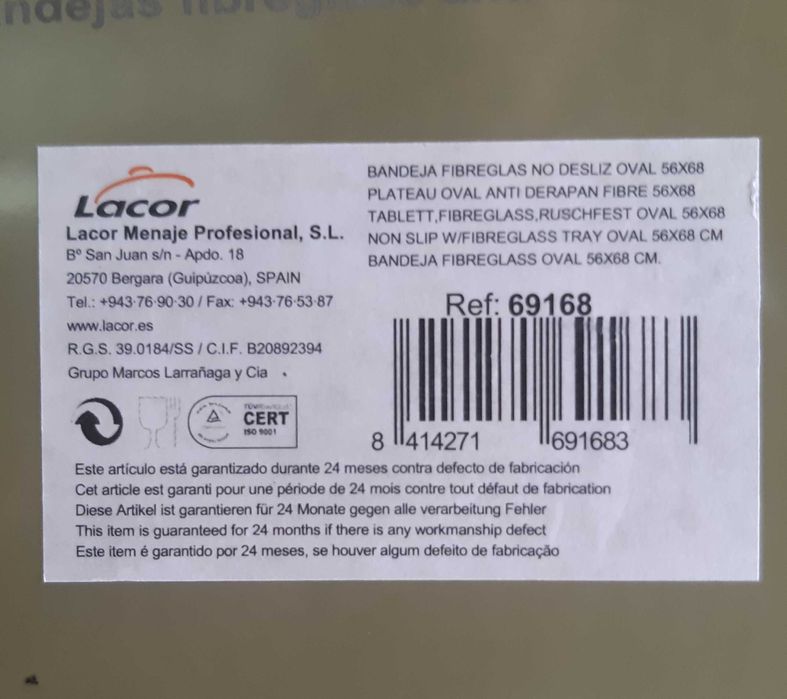 Lacor
Lacor Menaje Profesional, S.L.
Bº San Juan s/n - Apdo. 18
20570 Bergara (Guipúzcoa), SPAIN
Tel.: +943·76·90·30 / Fax: +943·76·53·87
www.lacor.es
R.G.S. 39.0184/SS / C.I.F. B20892394
Grupo Marcos Larrañaga y Cia
CERT
ISO 9001
BANDEJA FIBREGLAS NO DESLIZ OVAL 56X68
PLATEAU OVAL ANTI DERAPAN FIBRE 56X68
TABLETT,FIBREGLASS,RUSCHFEST OVAL 56X68
NON SLIP W/FIBREGLASS TRAY OVAL 56X68 CM
BANDEJA FIBREGLASS OVAL 56X68 CM.
Ref: 69168
8 414271 691683
Este artículo está garantizado durante 24 meses contra defecto de fabricación
Cet article est garanti pour une période de 24 mois contre tout défaut de fabrication
Diese Artikel ist garantieren für 24 Monate gegen alle verarbeitung Fehler
This item is guaranteed for 24 months if there is any workmanship defect
Este item é garantido por 24 meses, se houver algum defeito de fabricação